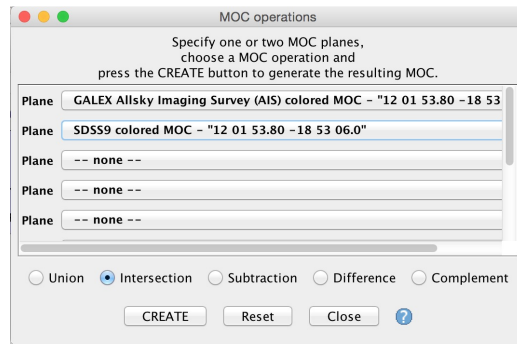 MOC operations
Specify one or two MOC planes,
choose a MOC operation and
press the CREATE button to generate the resulting MOC.
Plane GALEX Allsky Imaging Survey (AIS) colored MOC - "12 01 53.80 -18 53
Plane SDSS9 colored MOC - "12 01 53.80 -18 53 06.0"
Plane -- none --
Plane -- none --
Plane -- none --
Union Intersection Subtraction Difference Complement
CREATE Reset Close ?